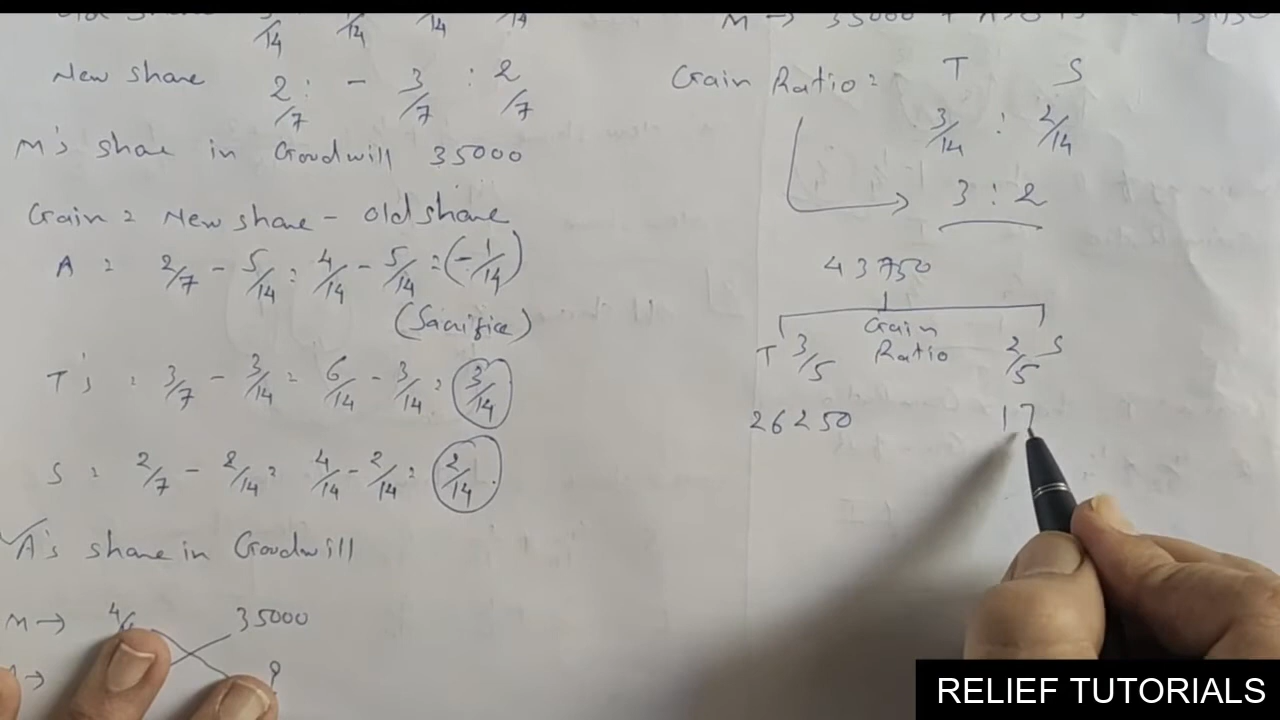 New share 2/7 : - 3/7 : 2/7
M's share in Goodwill 35000
Gain = New share - old share
A = 2/7 - 5/14 = 4/14 - 5/14 = (-1/14)
(Sacrifice)
T's = 3/7 - 3/14 = 6/14 - 3/14 = 3/14
S = 2/7 - 2/14 = 4/14 - 2/14 = 2/14
A's share in Goodwill
M → 35000
Gain Ratio =
T S
3/14 : 2/14
3 : 2
43750
Gain
Ratio
T 3/5 2/5 S
26250 17
RELIEF TUTORIALS